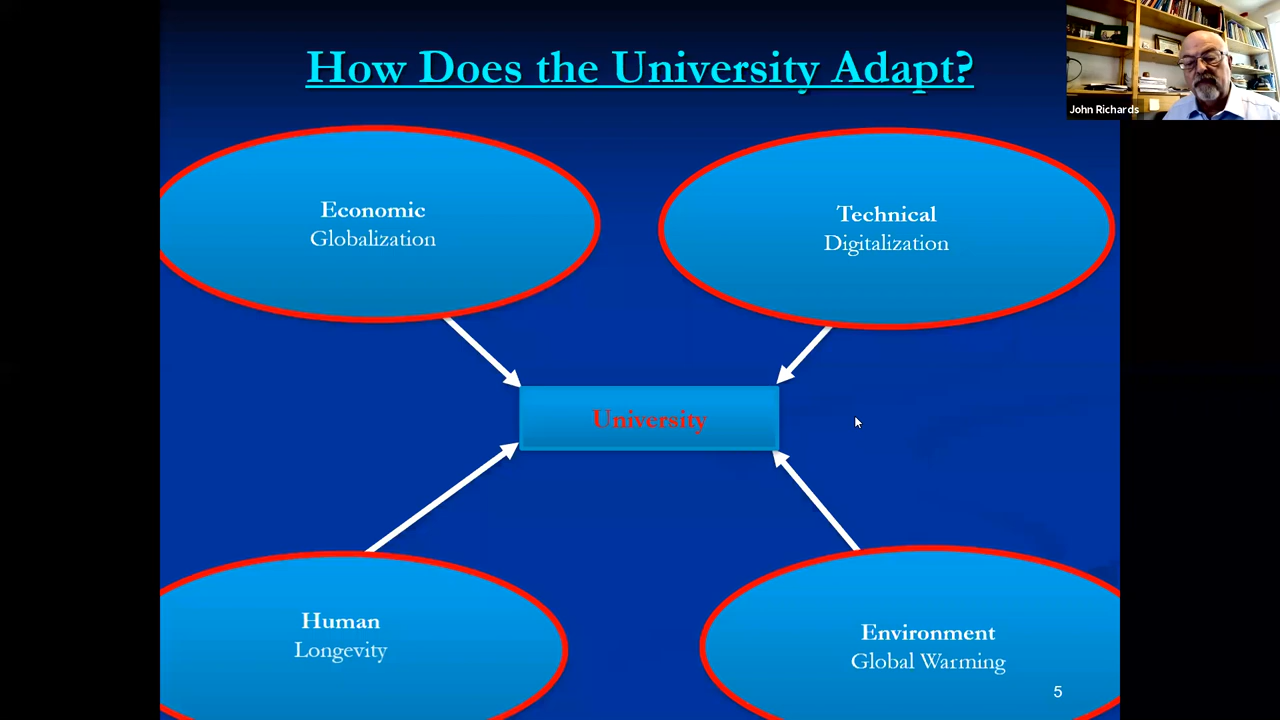 How Does the University Adapt?
John Richards
Economic
Globalization
Technical
Digitalization
University
Human
Longevity
Environment
Global Warming
5